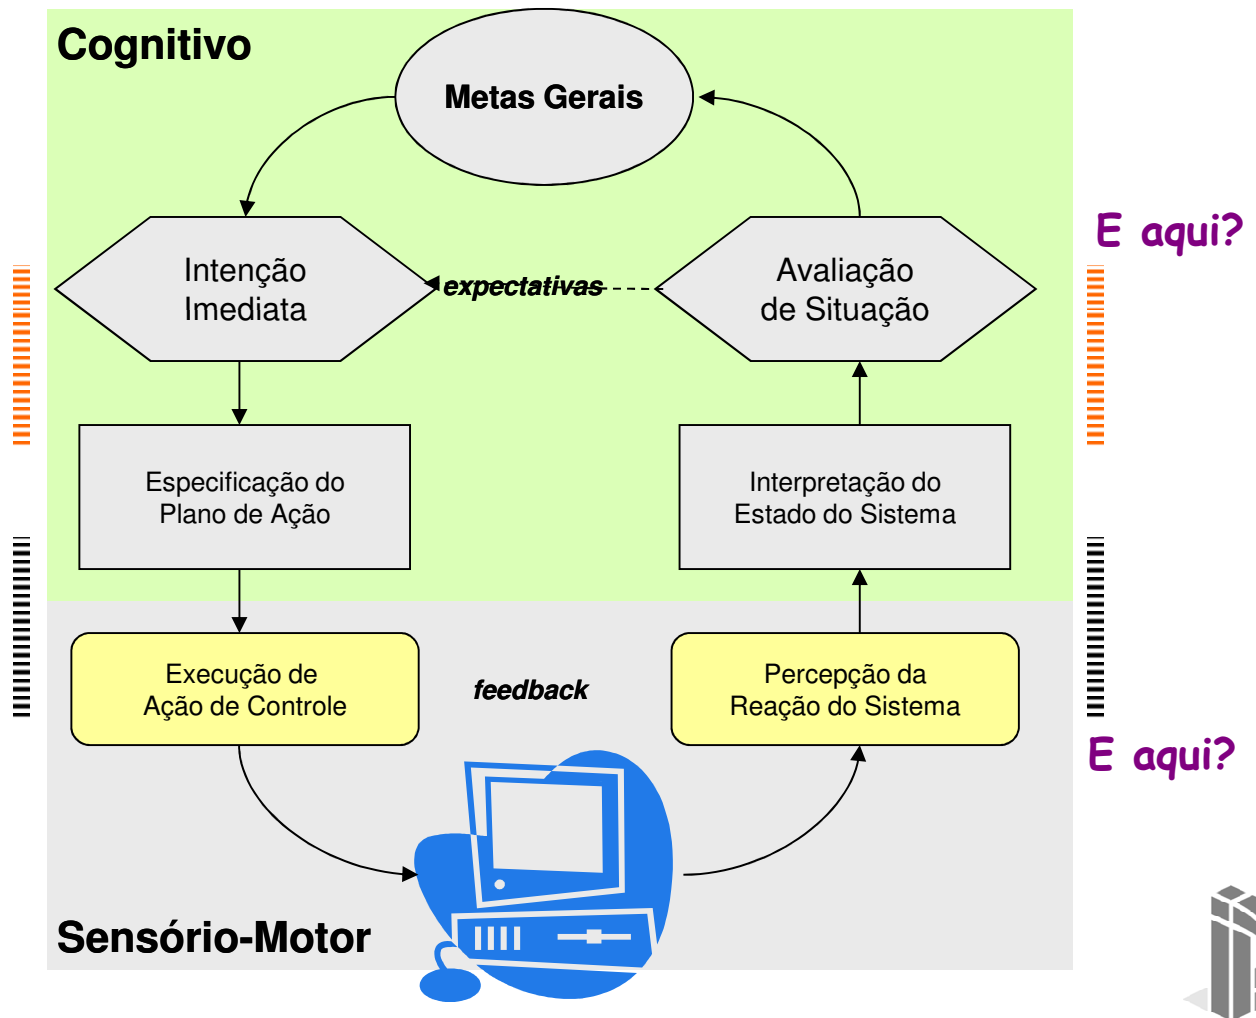 Cognitivo
Metas Gerais
E aqui?
Intenção
Imediata
expectativas
Avaliação
de Situação
Especificação do
Plano de Ação
Interpretação do
Estado do Sistema
Execução de
Ação de Controle
feedback
Percepção da
Reação do Sistema
E aqui?
Sensório-Motor